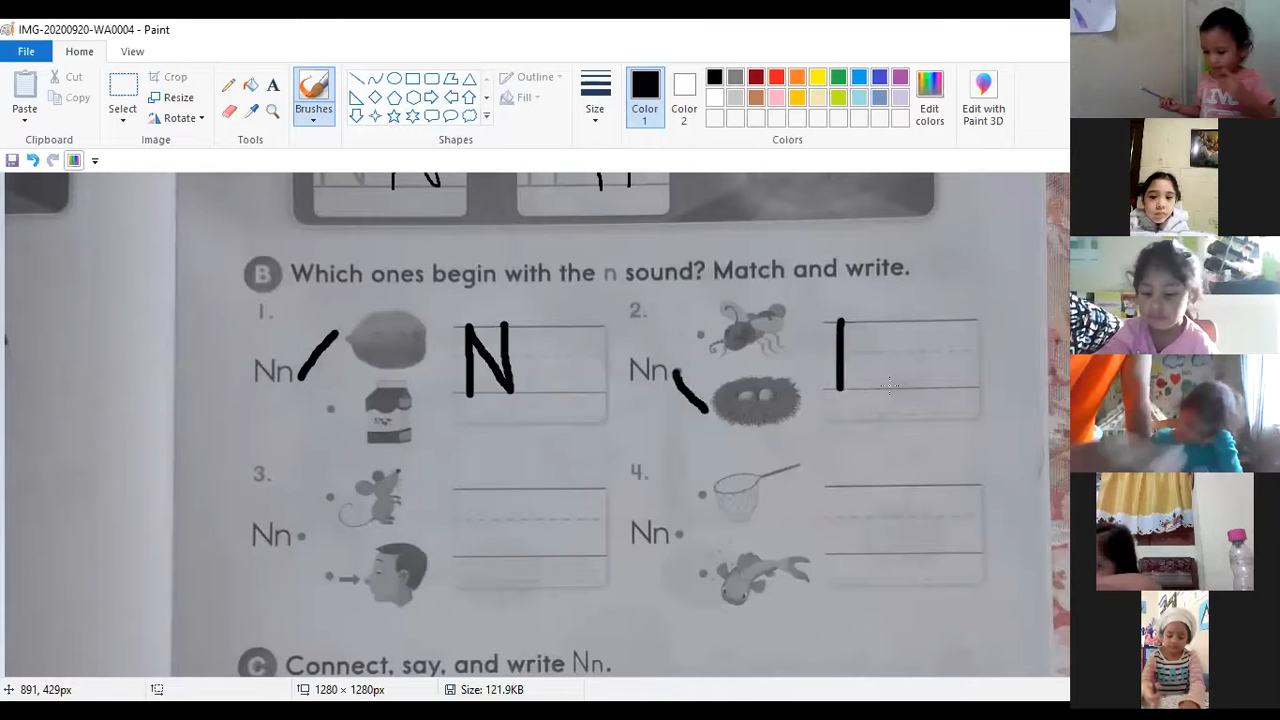 IMG-20200920-WA0004 - Paint
File Home View
Paste
Cut
Copy
Clipboard
Select
Crop
Resize
Rotate
Image
Tools
Brushes
Shapes
Outline
Fill
Size
Color 1
Color 2
Edit colors
Colors
Edit with Paint 3D
N N
n n
B Which ones begin with the n sound? Match and write.
1.
Nn
N
2.
Nn
3.
Nn
4.
Nn
C Connect, say, and write Nn.
891, 429px
1280 × 1280px
Size: 121.9KB